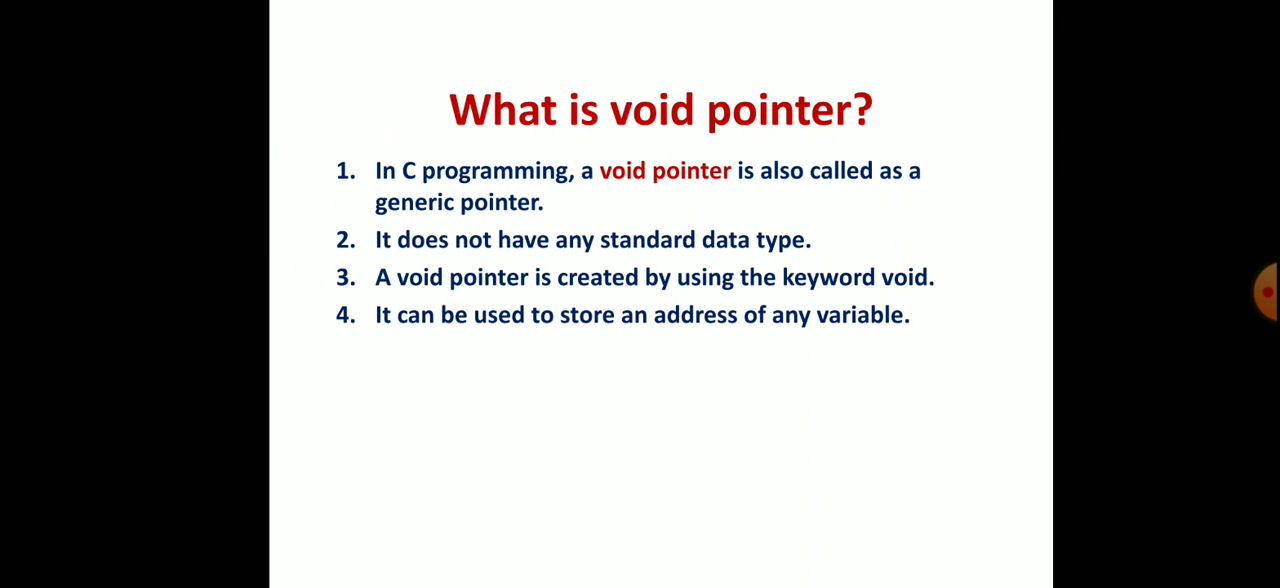 What is void pointer?
1. In C programming, a void pointer is also called as a
generic pointer.
2. It does not have any standard data type.
3. A void pointer is created by using the keyword void.
4. It can be used to store an address of any variable.